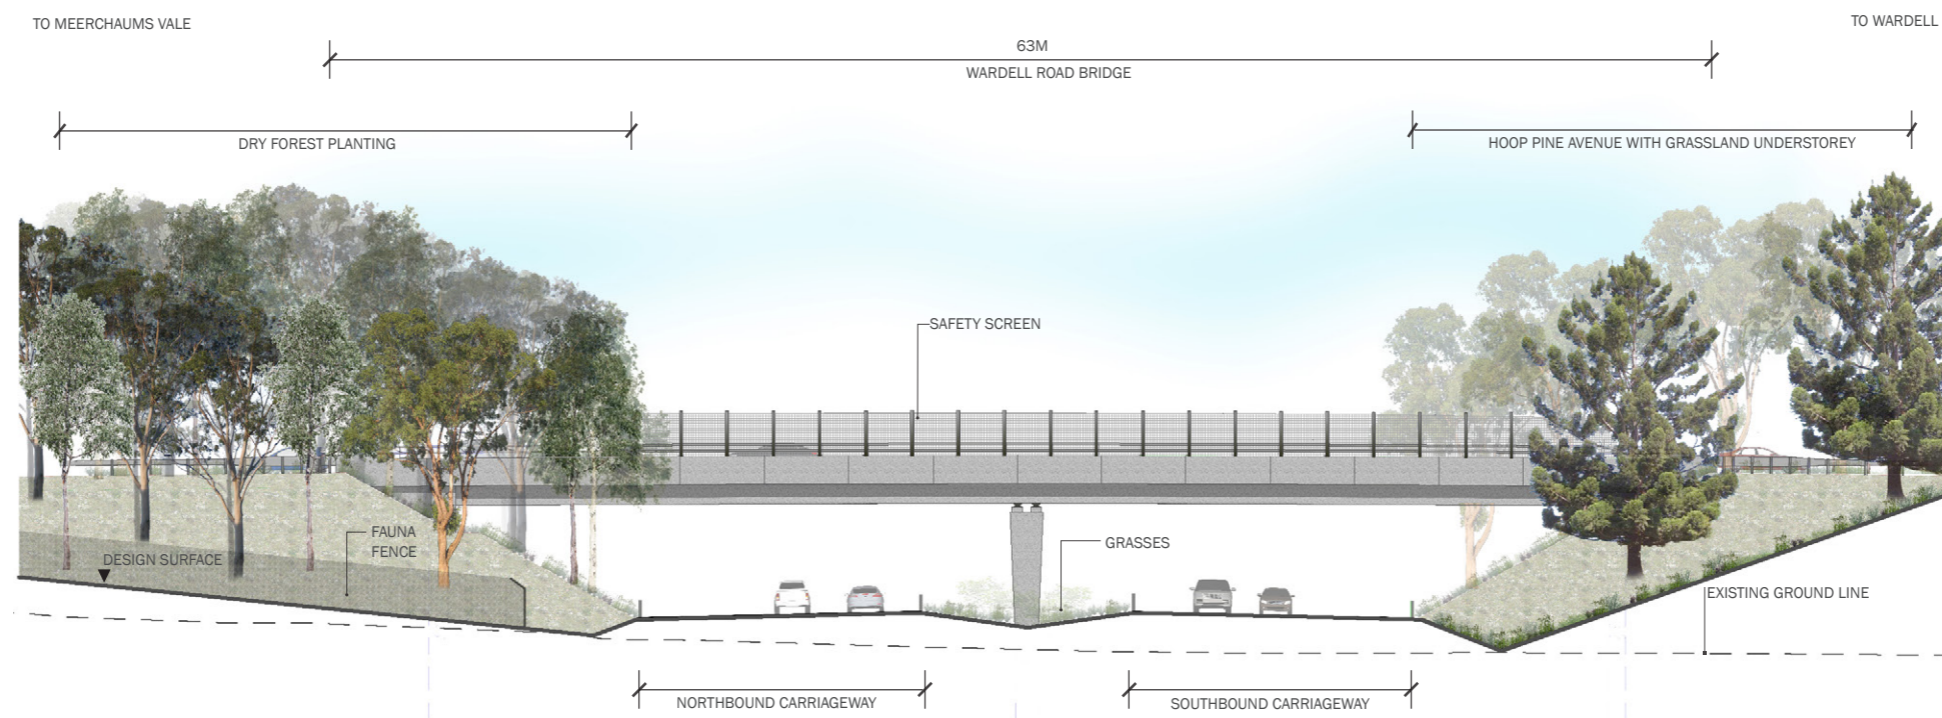 TO MEERCHAUMS VALE
TO WARDELL
63M
WARDELL ROAD BRIDGE
DRY FOREST PLANTING
HOOP PINE AVENUE WITH GRASSLAND UNDERSTOREY
SAFETY SCREEN
FAUNA
FENCE
GRASSES
DESIGN SURFACE
EXISTING GROUND LINE
NORTHBOUND CARRIAGEWAY
SOUTHBOUND CARRIAGEWAY